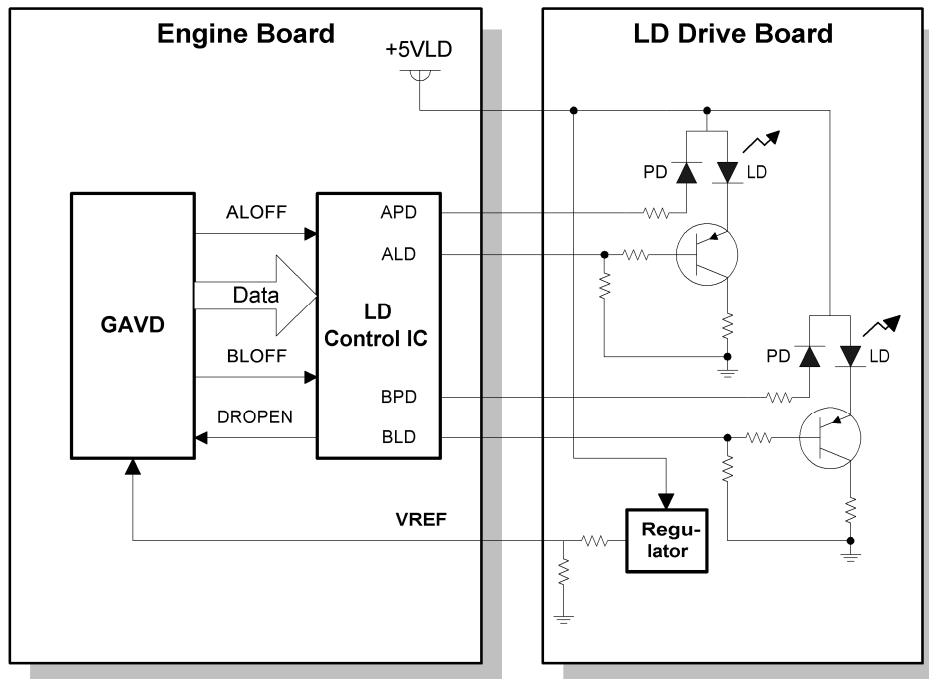 Engine Board
LD Drive Board
+5VLD
PD
LD
ALOFF
APD
ALD
Data
GAVD
LD
Control IC
BLOFF
PD
LD
BPD
DROPEN
BLD
VREF
Regu-
lator